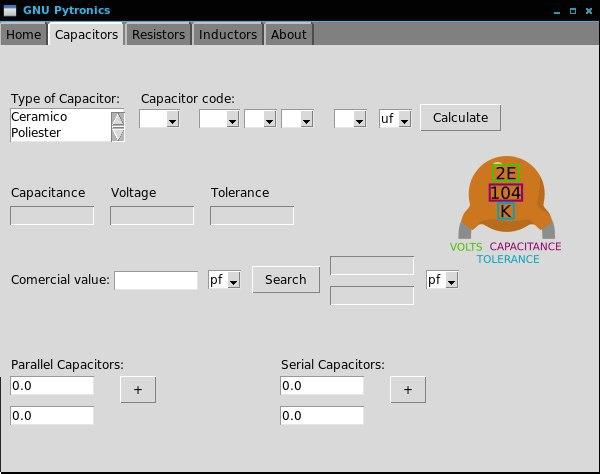 GNU Pytronics
Home Capacitors Resistors Inductors About
Type of Capacitor: Capacitor code:
Ceramico
Poliester
uf Calculate
2E
104
K
VOLTS CAPACITANCE
TOLERANCE
Capacitance Voltage Tolerance
Comercial value: pf Search pf
Parallel Capacitors: Serial Capacitors:
0.0 + 0.0 +
0.0 0.0